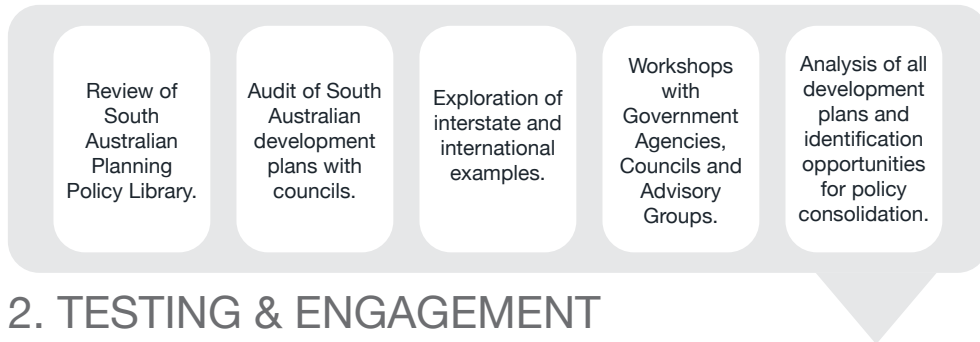 Review of
South
Australian
Planning
Policy Library.
Audit of South
Australian
development
plans with
councils.
Exploration of
interstate and
international
examples.
Workshops
with
Government
Agencies,
Councils and
Advisory
Groups.
Analysis of all
development
plans and
identification
opportunities
for policy
consolidation.
2. TESTING & ENGAGEMENT